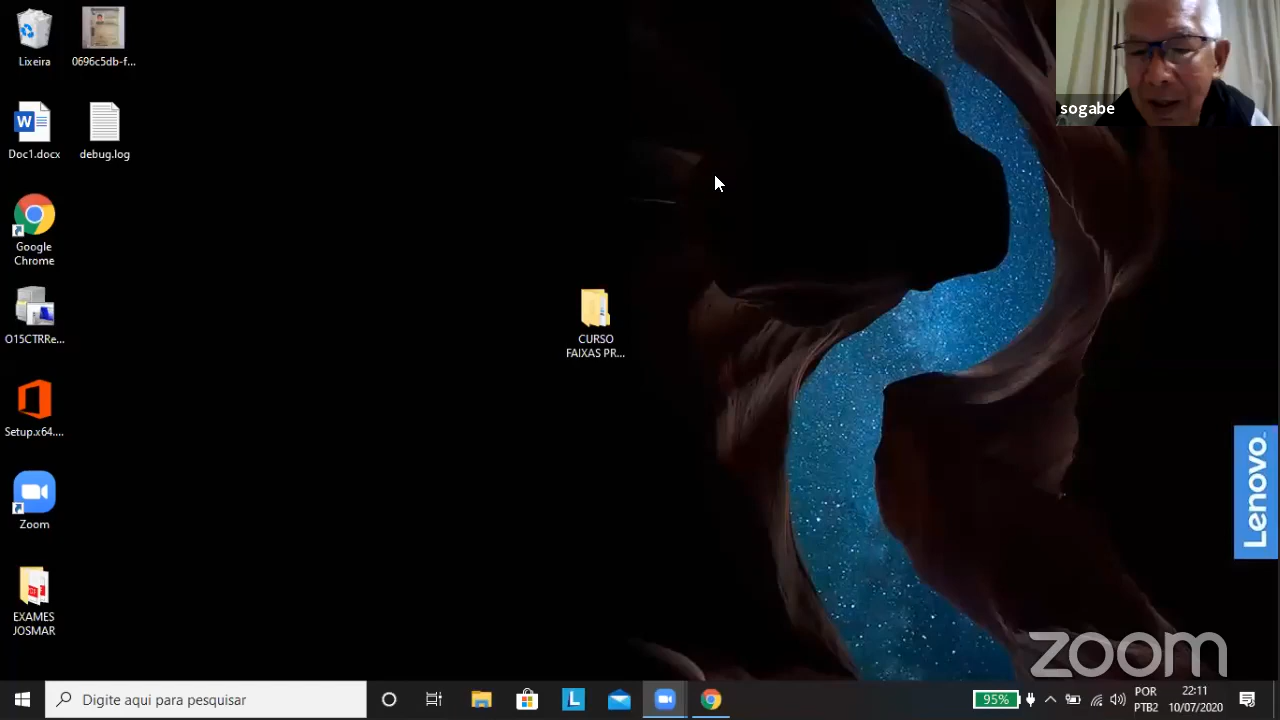 Lixeira
0696c5db-f...
sogabe
Doc1.docx
debug.log
Google
Chrome
O15CTRRe...
CURSO
FAIXAS PR...
Setup.x64....
Lenovo
Zoom
EXAMES
JOSMAR
zoom
Digite aqui para pesquisar
95%
POR
PTB2
22:11
10/07/2020